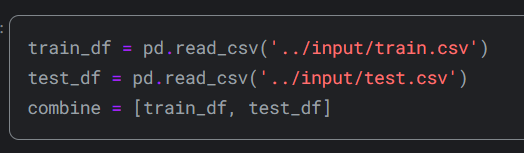 train_df = pd.read_csv('../input/train.csv')
test_df = pd.read_csv('../input/test.csv')
combine = [train_df, test_df]